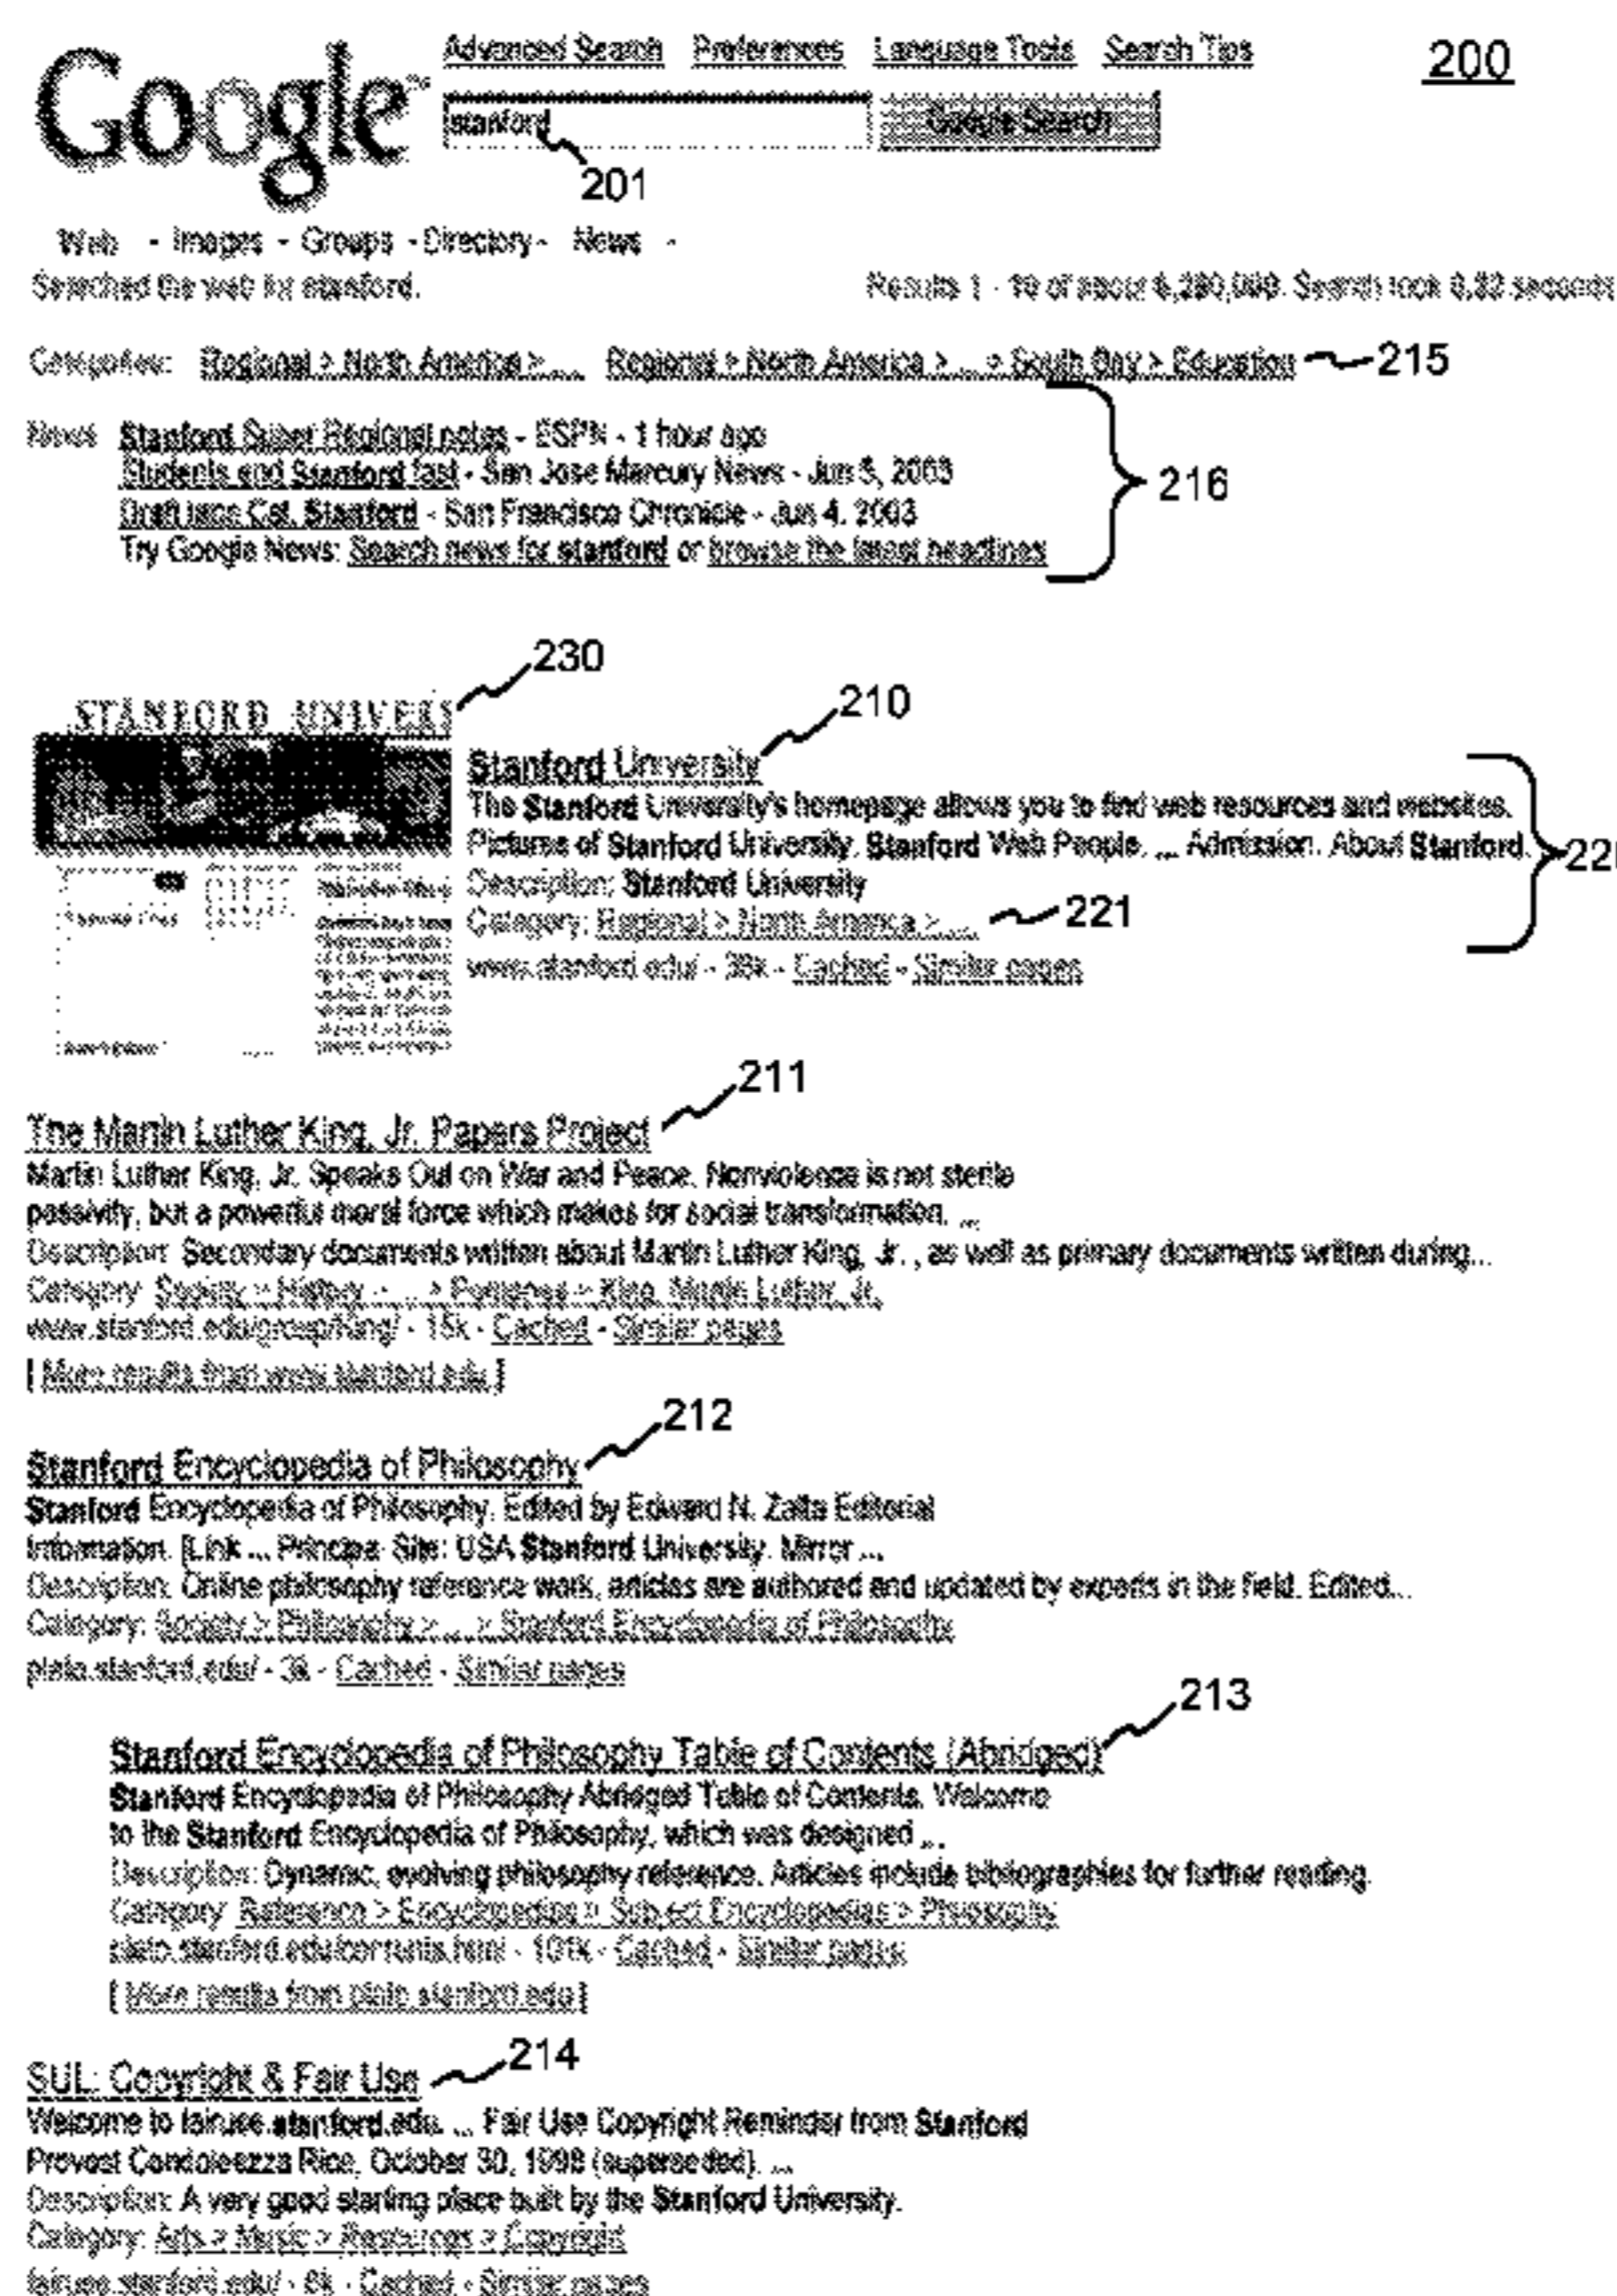 Google™
Advanced Search Preferences Language Tools Search Tips
200
stanford
Google Search
201
Web - Images - Groups - Directory - News -
Searched the web for stanford.
Results 1 - 10 of about Search took seconds
Categories: Regional > North America > ... Regional > North America > ... > South Bay > Education
215
News Stanford Super Regional notes - ESPN - 1 hour ago
Students end Stanford fast - San Jose Mercury News - Jun 5, 2003
Stanford - San Francisco Chronicle - Jun 4, 2003
Try Google News: Search news for stanford or browse the latest headlines
216
230
STANFORD UNIVERS
210
Stanford University
The Stanford University's homepage allows you to find web resources and websites.
Pictures of Stanford University. Stanford Web People. ... Admission. About Stanford.
22
Description: Stanford University
Category: Regional > North America > ...
221
www.stanford.edu/ - Cached - Similar pages
211
The Martin Luther King, Jr. Papers Project
Martin Luther King, Jr. Speaks Out on War and Peace. Nonviolence is not sterile
passivity, but a powerful moral force which makes for social transformation. ...
Description: Secondary documents written about Martin Luther King, Jr. , as well as primary documents written during...
Category: Society > History > ... > King, Martin Luther, Jr.
www.stanford.edu/group/King/ - 15k - Cached - Similar pages
[ More results from www.stanford.edu ]
212
Stanford Encyclopedia of Philosophy
Stanford Encyclopedia of Philosophy. Edited by Edward N. Zalta Editorial
Information. [Link ... Principal Site: USA Stanford University. Mirror ...
Description: Online philosophy reference work, articles are authored and updated by experts in the field. Edited...
Category: Society > Philosophy > ... > Stanford Encyclopedia of Philosophy
plato.stanford.edu/ - 3k - Cached - Similar pages
213
Stanford Encyclopedia of Philosophy Table of Contents (Abridged)
Stanford Encyclopedia of Philosophy Abridged Table of Contents. Welcome
to the Stanford Encyclopedia of Philosophy, which was designed ...
Description: Dynamic, evolving philosophy reference. Articles include bibliographies for further reading.
Category: Reference > Encyclopedias > Subject Encyclopedias > Philosophy
plato.stanford.edu/contents.html - 101k - Cached - Similar pages
[ More results from plato.stanford.edu ]
214
SUL: Copyright & Fair Use
Welcome to fairuse.stanford.edu. ... Fair Use Copyright Reminder from Stanford
Provost Condoleezza Rice, October 30, 1998 (superseded). ...
Description: A very good starting place built by the Stanford University.
Category: Arts > Music > Resources > Copyright
fairuse.stanford.edu/ - Cached - Similar pages